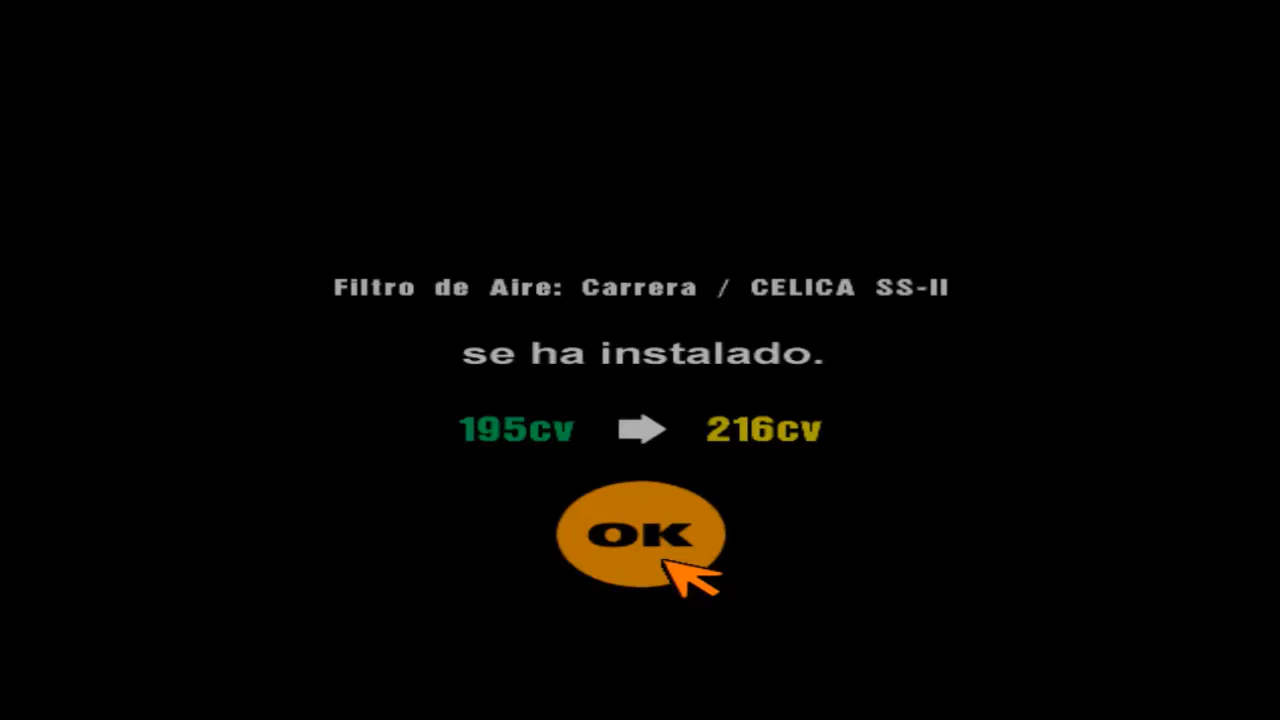 Filtro de Aire: Carrera / CELICA SS-II
se ha instalado.
195cv 216cv
OK